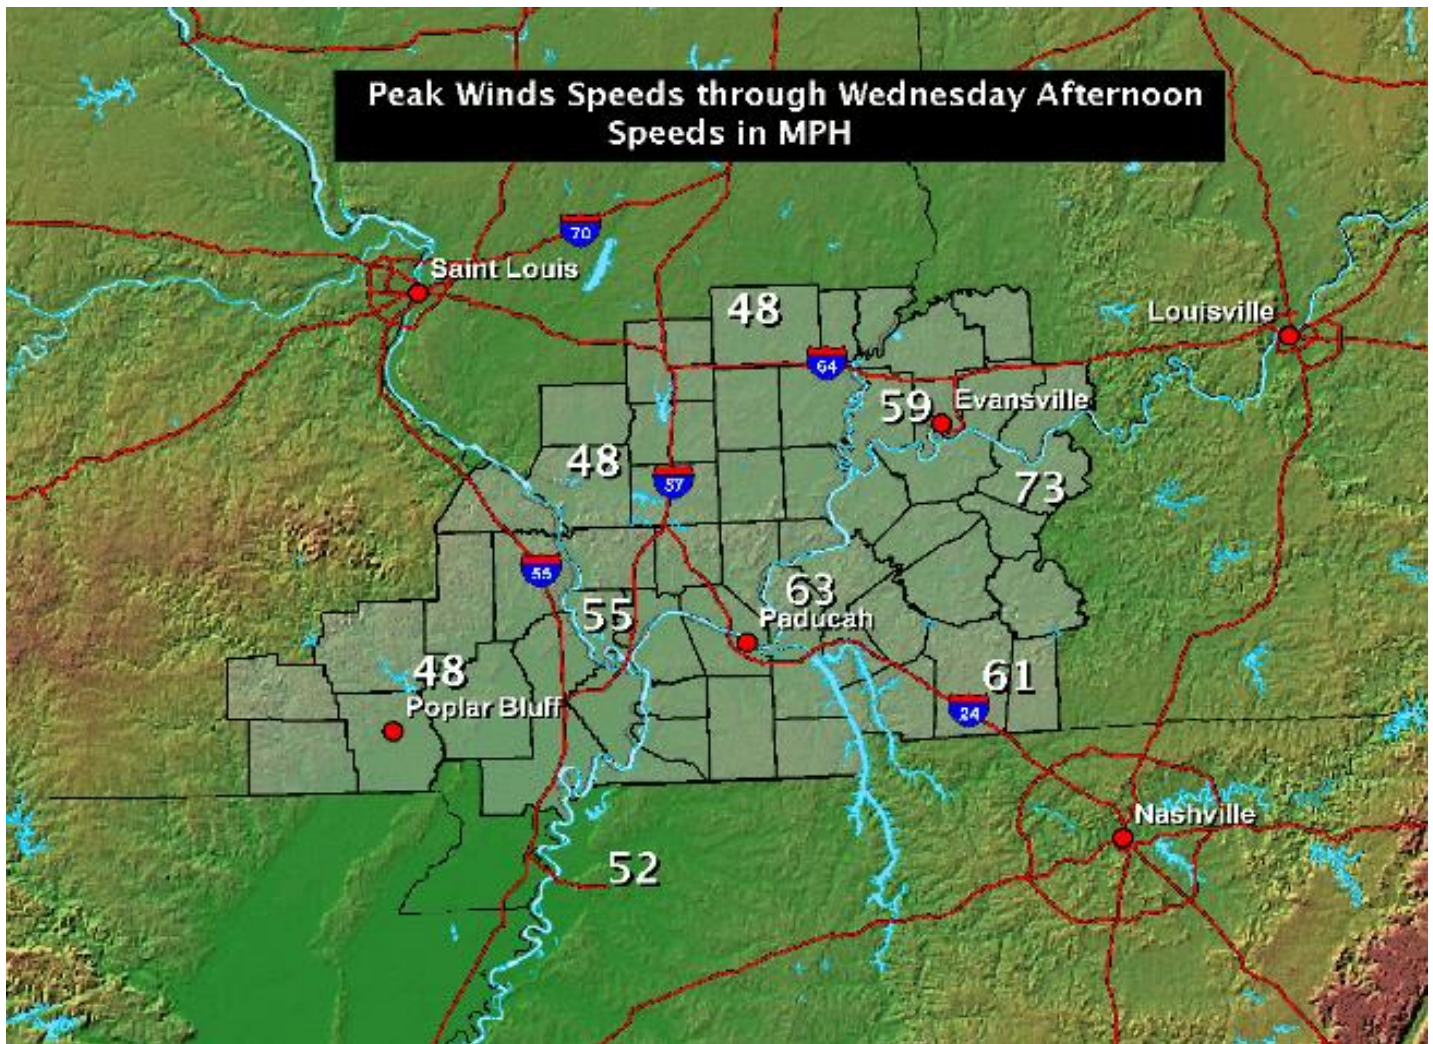 Peak Winds Speeds through Wednesday Afternoon
Speeds in MPH
70
Saint Louis
48
Louisville
64
59
Evansville
48
57
73
55
63
55
Paducah
48
61
Poplar Bluff
24
Nashville
52